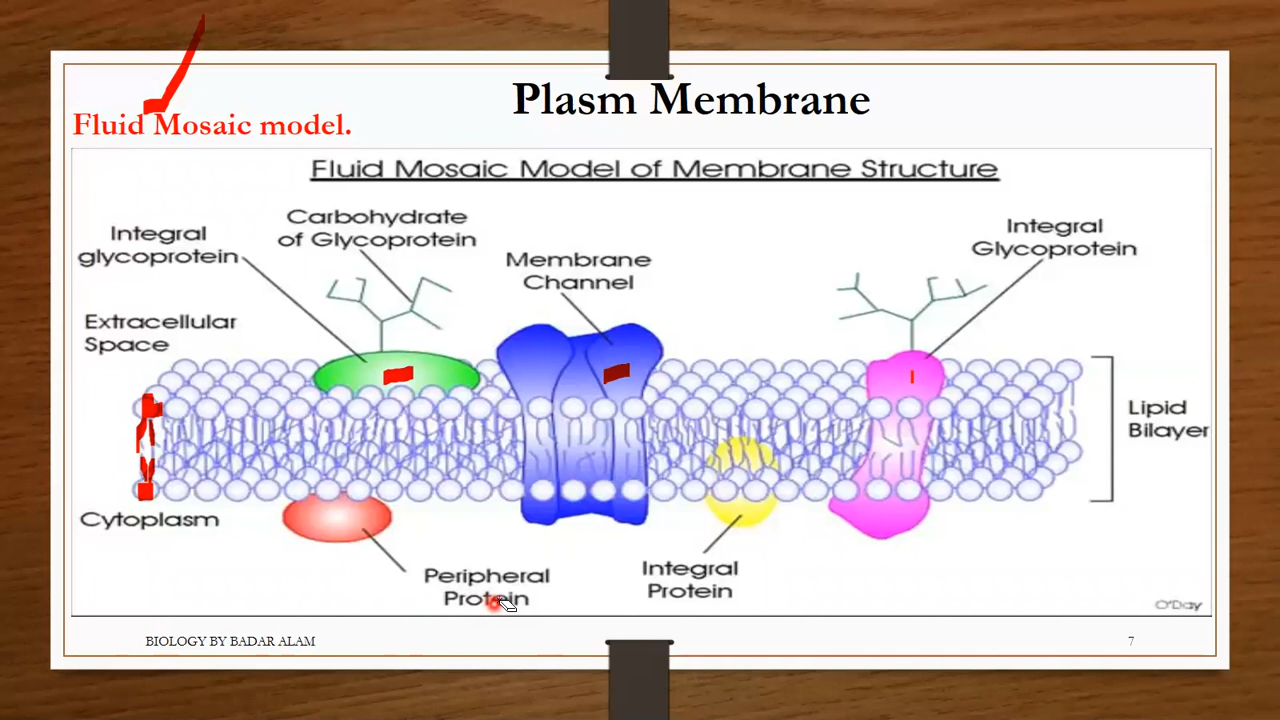 Plasm Membrane
Fluid Mosaic model.
Fluid Mosaic Model of Membrane Structure
Integral
glycoprotein
Carbohydrate
of Glycoprotein
Membrane
Channel
Integral
Glycoprotein
Extracellular
Space
Lipid
Bilayer
Cytoplasm
Peripheral
Protein
Integral
Protein
O'Day
BIOLOGY BY BADAR ALAM
7